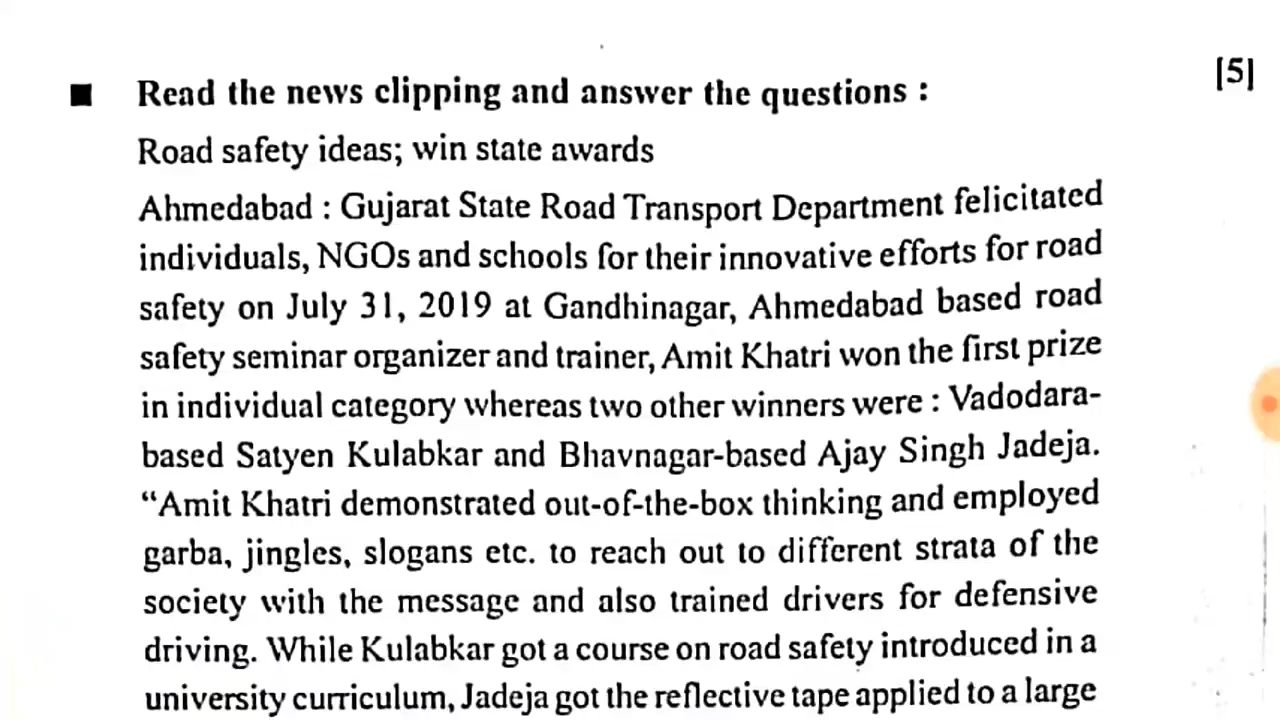 ■ Read the news clipping and answer the questions : [5]
Road safety ideas; win state awards
Ahmedabad : Gujarat State Road Transport Department felicitated
individuals, NGOs and schools for their innovative efforts for road
safety on July 31, 2019 at Gandhinagar, Ahmedabad based road
safety seminar organizer and trainer, Amit Khatri won the first prize
in individual category whereas two other winners were : Vadodara-
based Satyen Kulabkar and Bhavnagar-based Ajay Singh Jadeja.
“Amit Khatri demonstrated out-of-the-box thinking and employed
garba, jingles, slogans etc. to reach out to different strata of the
society with the message and also trained drivers for defensive
driving. While Kulabkar got a course on road safety introduced in a
university curriculum, Jadeja got the reflective tape applied to a large